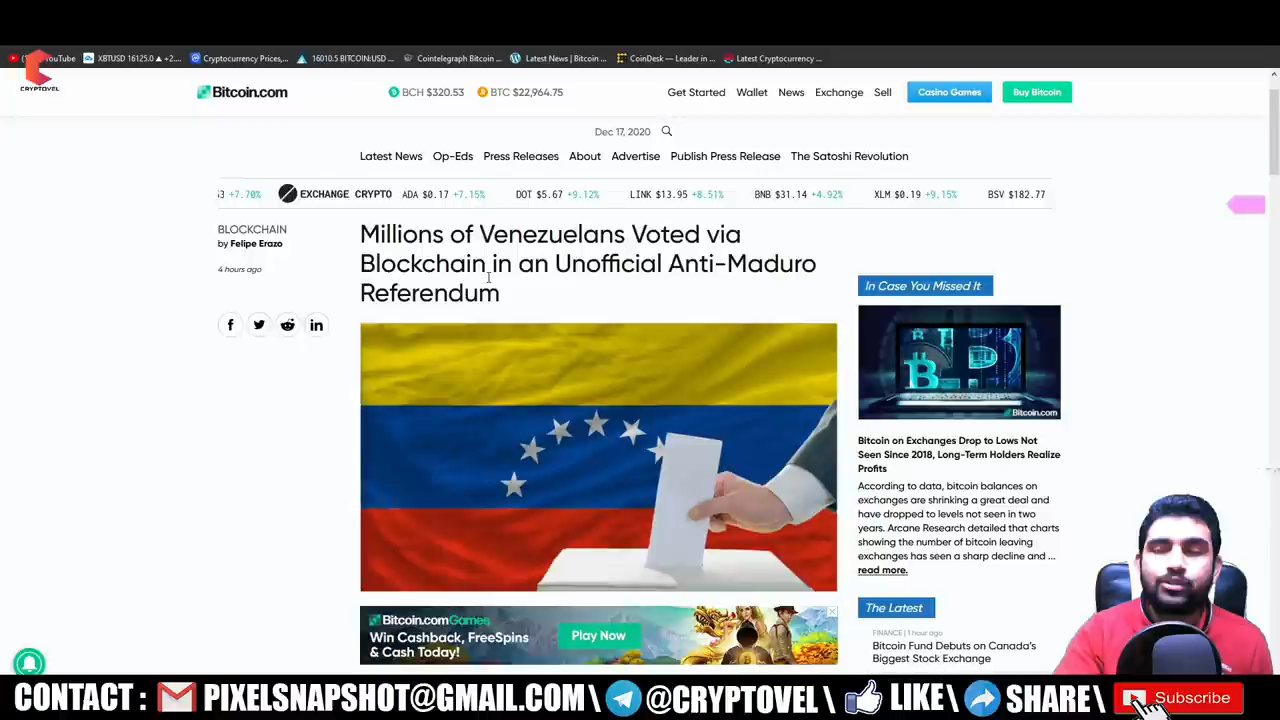 YouTube
XBTUSD 16125.0 ▲ +2....
Cryptocurrency Prices,...
16010.5 BITCOIN:USD ...
Cointelegraph Bitcoin ...
Latest News | Bitcoin ...
CoinDesk — Leader in ...
Latest Cryptocurrency ...
CRYPTOVEL
Bitcoin.com
BCH $320.53
BTC $22,964.75
Get Started
Wallet
News
Exchange
Sell
Casino Games
Buy Bitcoin
Dec 17, 2020
Latest News
Op-Eds
Press Releases
About
Advertise
Publish Press Release
The Satoshi Revolution
+7.70%
EXCHANGE CRYPTO
ADA $0.17 +7.15%
DOT $5.67 +9.12%
LINK $13.95 +8.51%
BNB $31.14 +4.92%
XLM $0.19 +9.15%
BSV $182.77
BLOCKCHAIN
by Felipe Erazo
4 hours ago
Millions of Venezuelans Voted via
Blockchain in an Unofficial Anti-Maduro
Referendum
In Case You Missed It
Bitcoin.com
Bitcoin on Exchanges Drop to Lows Not
Seen Since 2018, Long-Term Holders Realize
Profits
According to data, bitcoin balances on
exchanges are shrinking a great deal and
have dropped to levels not seen in two
years. Arcane Research detailed that charts
showing the number of bitcoin leaving
exchanges has seen a sharp decline and ...
read more.
The Latest
FINANCE | 1 hour ago
Bitcoin Fund Debuts on Canada's
Biggest Stock Exchange
Bitcoin.com Games
Win Cashback, FreeSpins
& Cash Today!
Play Now
CONTACT : PIXELSNAPSHOT@GMAIL.COM \ @CRYPTOVEL \ LIKE\ SHARE\ Subscribe